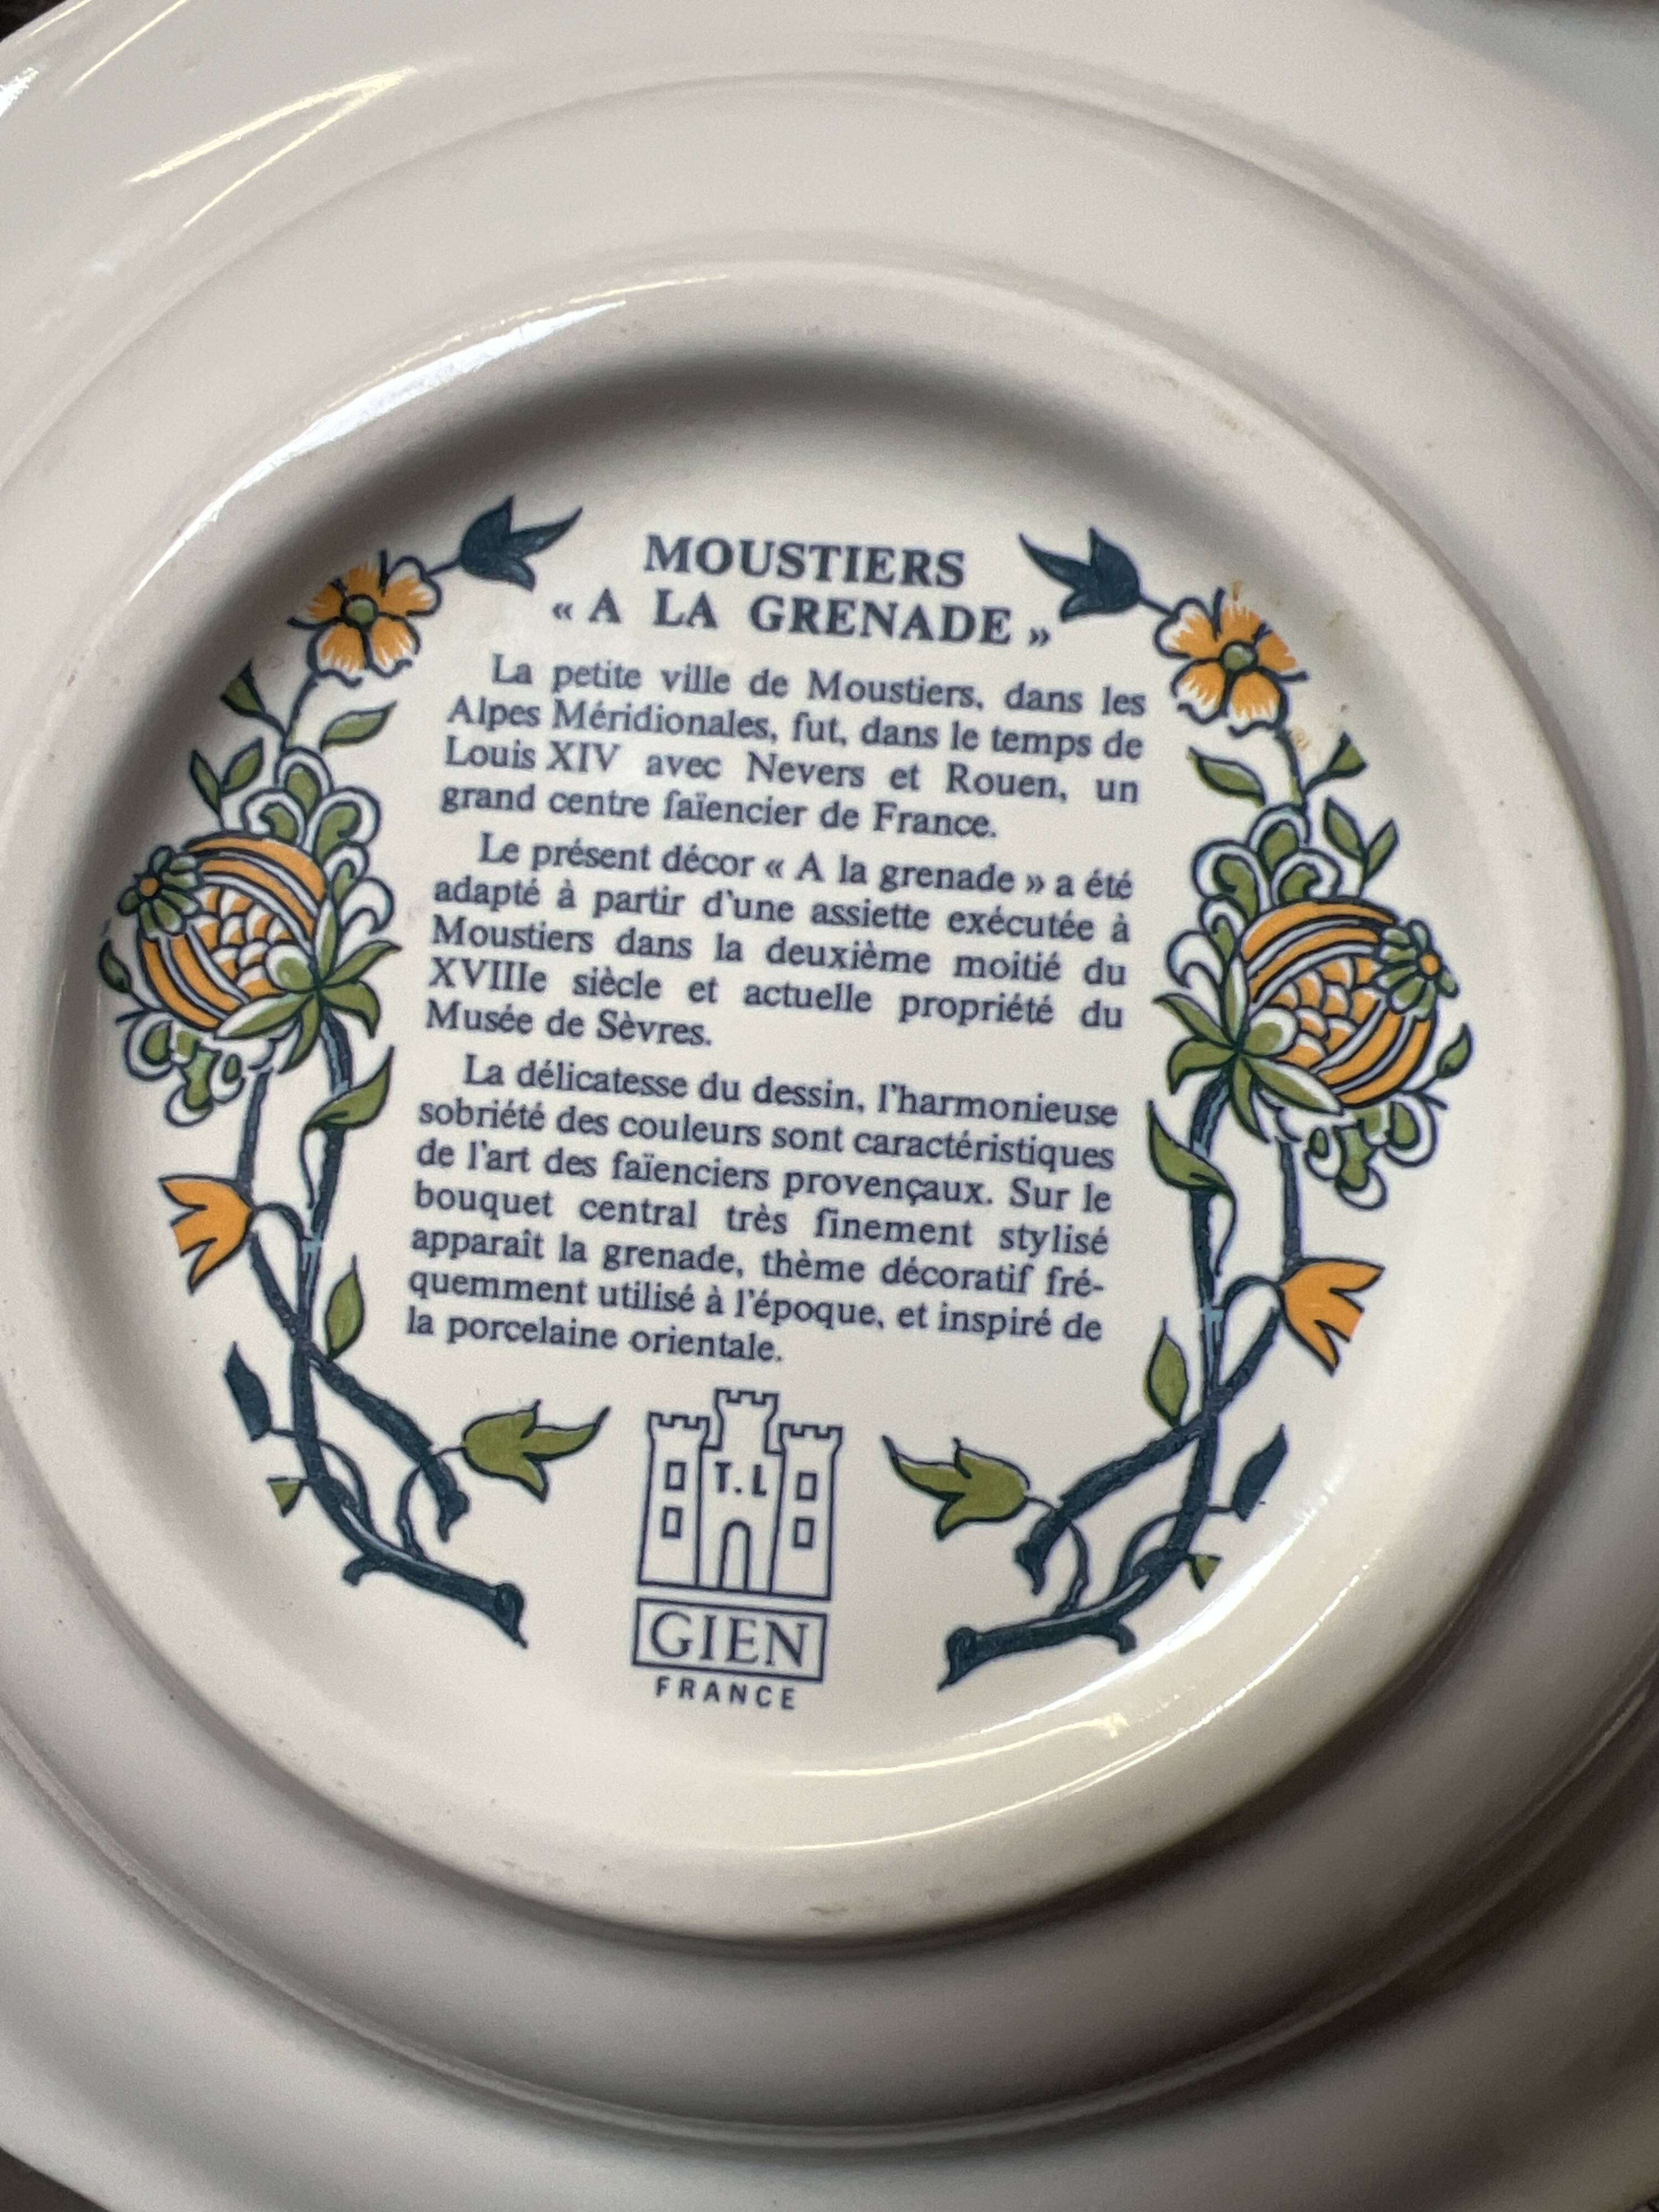 MOUSTIERS
« A LA GRENADE »
La petite ville de Moustiers, dans les
Alpes Méridionales, fut, dans le temps de
Louis XIV avec Nevers et Rouen, un
grand centre faïencier de France.
Le présent décor « A la grenade » a été
adapté à partir d'une assiette exécutée à
Moustiers dans la deuxième moitié du
XVIIIe siècle et actuelle propriété du
Musée de Sèvres.
La délicatesse du dessin, l'harmonieuse
sobriété des couleurs sont caractéristiques
de l'art des faïenciers provençaux. Sur le
bouquet central très finement stylisé
apparaît la grenade, thème décoratif fré-
quemment utilisé à l'époque, et inspiré de
la porcelaine orientale.
T.L
GIEN
FRANCE